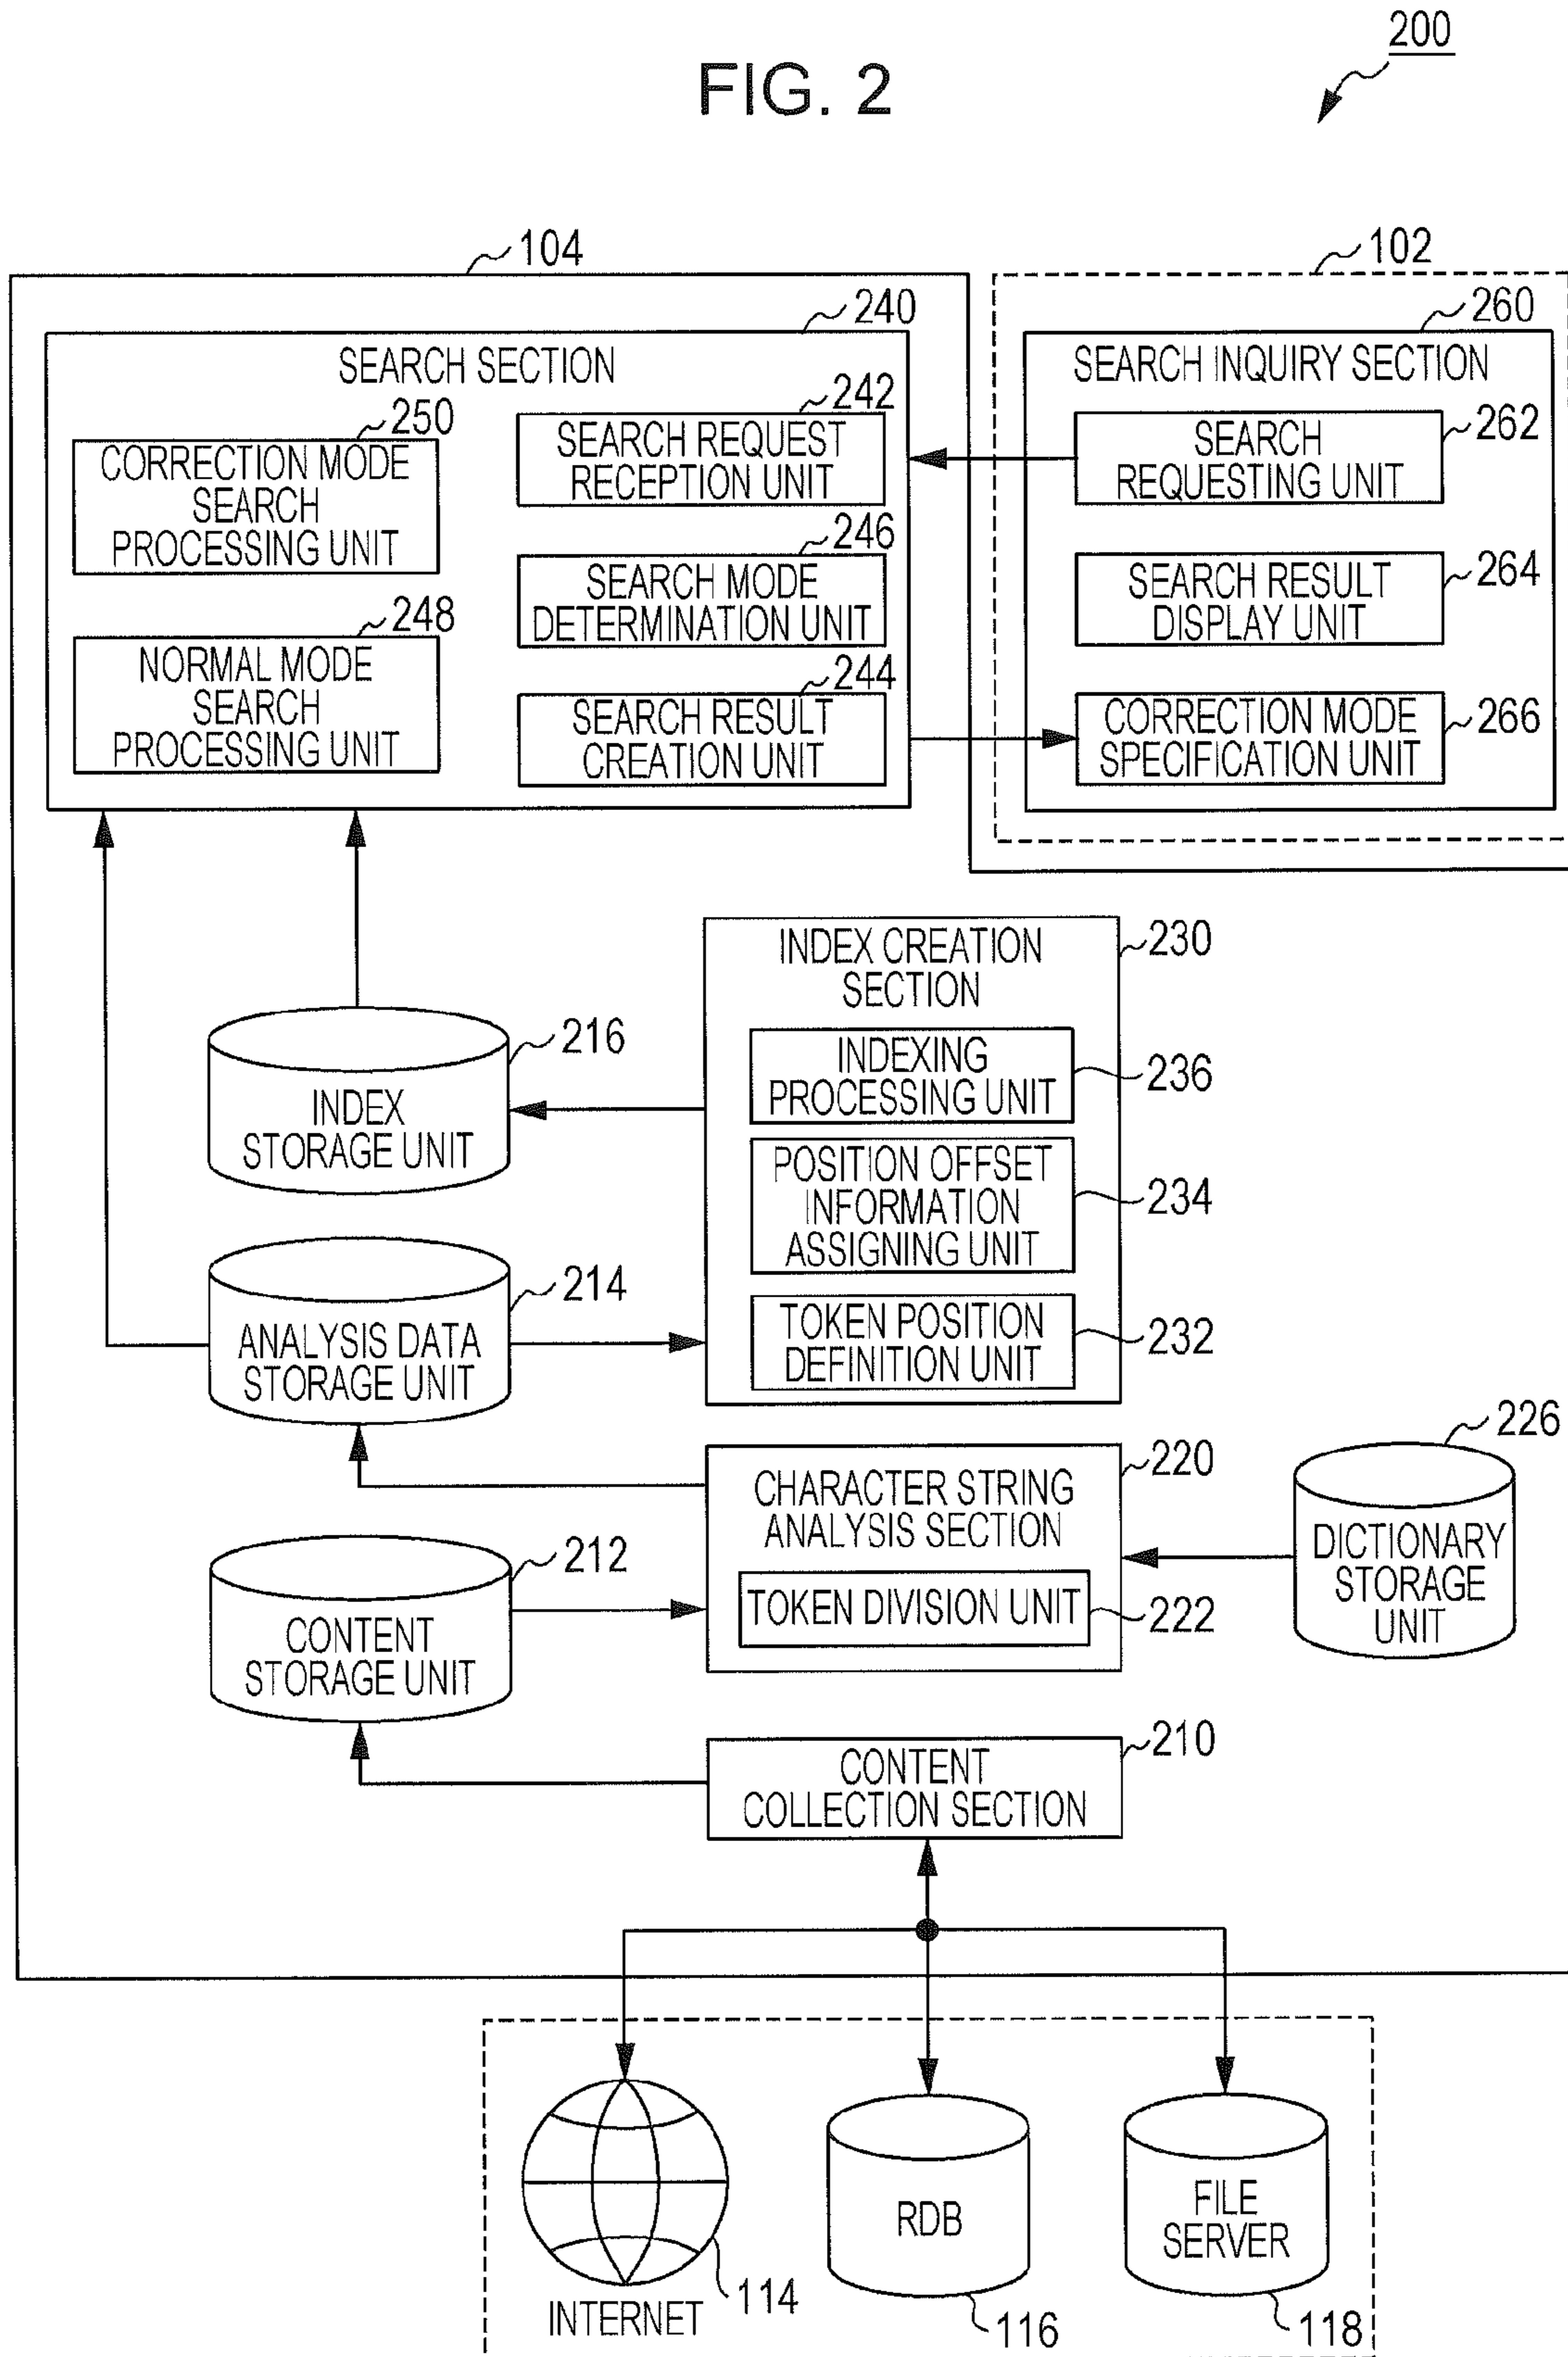 200
FIG. 2
104
102
240
SEARCH SECTION
260
SEARCH INQUIRY SECTION
250
CORRECTION MODE
SEARCH
PROCESSING UNIT
242
SEARCH REQUEST
RECEPTION UNIT
SEARCH
REQUESTING UNIT
262
246
SEARCH MODE
DETERMINATION UNIT
SEARCH RESULT
DISPLAY UNIT
264
248
NORMAL MODE
SEARCH
PROCESSING UNIT
244
SEARCH RESULT
CREATION UNIT
CORRECTION MODE
SPECIFICATION UNIT
266
INDEX CREATION
SECTION
230
216
INDEX
STORAGE UNIT
INDEXING
PROCESSING UNIT
236
POSITION OFFSET
INFORMATION
ASSIGNING UNIT
234
214
ANALYSIS DATA
STORAGE UNIT
TOKEN POSITION
DEFINITION UNIT
232
226
DICTIONARY
STORAGE
UNIT
CHARACTER STRING
ANALYSIS SECTION
220
212
CONTENT
STORAGE UNIT
TOKEN DIVISION UNIT
222
CONTENT
COLLECTION SECTION
210
INTERNET
114
RDB
116
FILE
SERVER
118